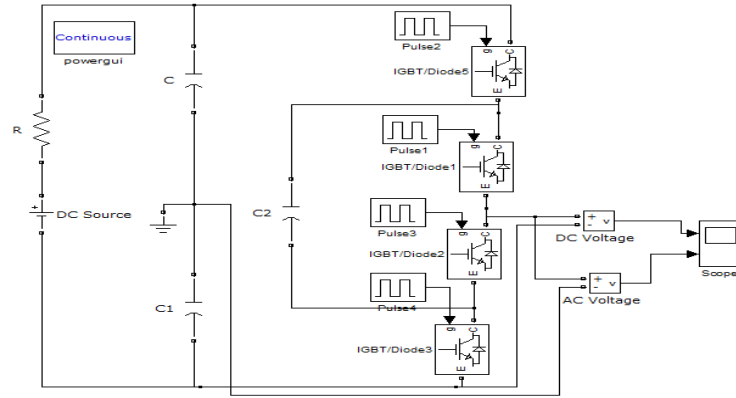 Continuous
powergui
Pulse2
g
C
IGBT/Diode5
E
C
R
+
DC Source
Pulse1
g
C
IGBT/Diode1
E
C2
Pulse3
g
C
IGBT/Diode2
E
+
-
v
DC Voltage
Scope
Pulse4
g
C
IGBT/Diode3
E
+
-
v
AC Voltage
C1